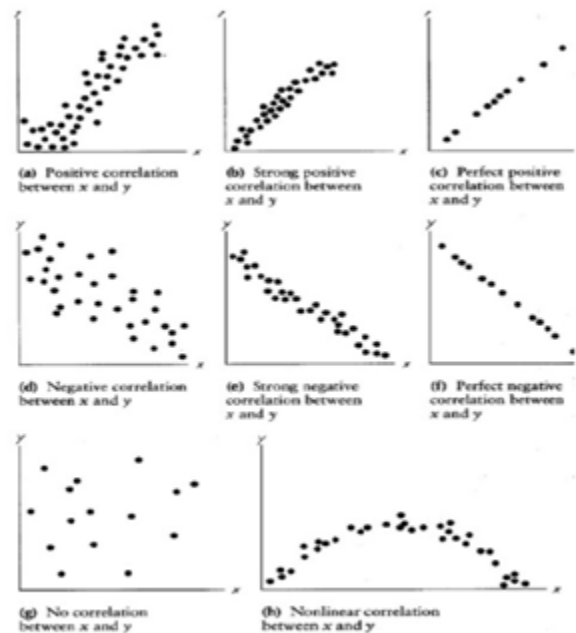 y
y
y
x
x
x
(a) Positive correlation
between x and y
(b) Strong positive
correlation between
x and y
(c) Perfect positive
correlation between
x and y
y
y
y
x
x
x
(d) Negative correlation
between x and y
(e) Strong negative
correlation between
x and y
(f) Perfect negative
correlation between
x and y
y
y
x
x
(g) No correlation
between x and y
(h) Nonlinear correlation
between x and y